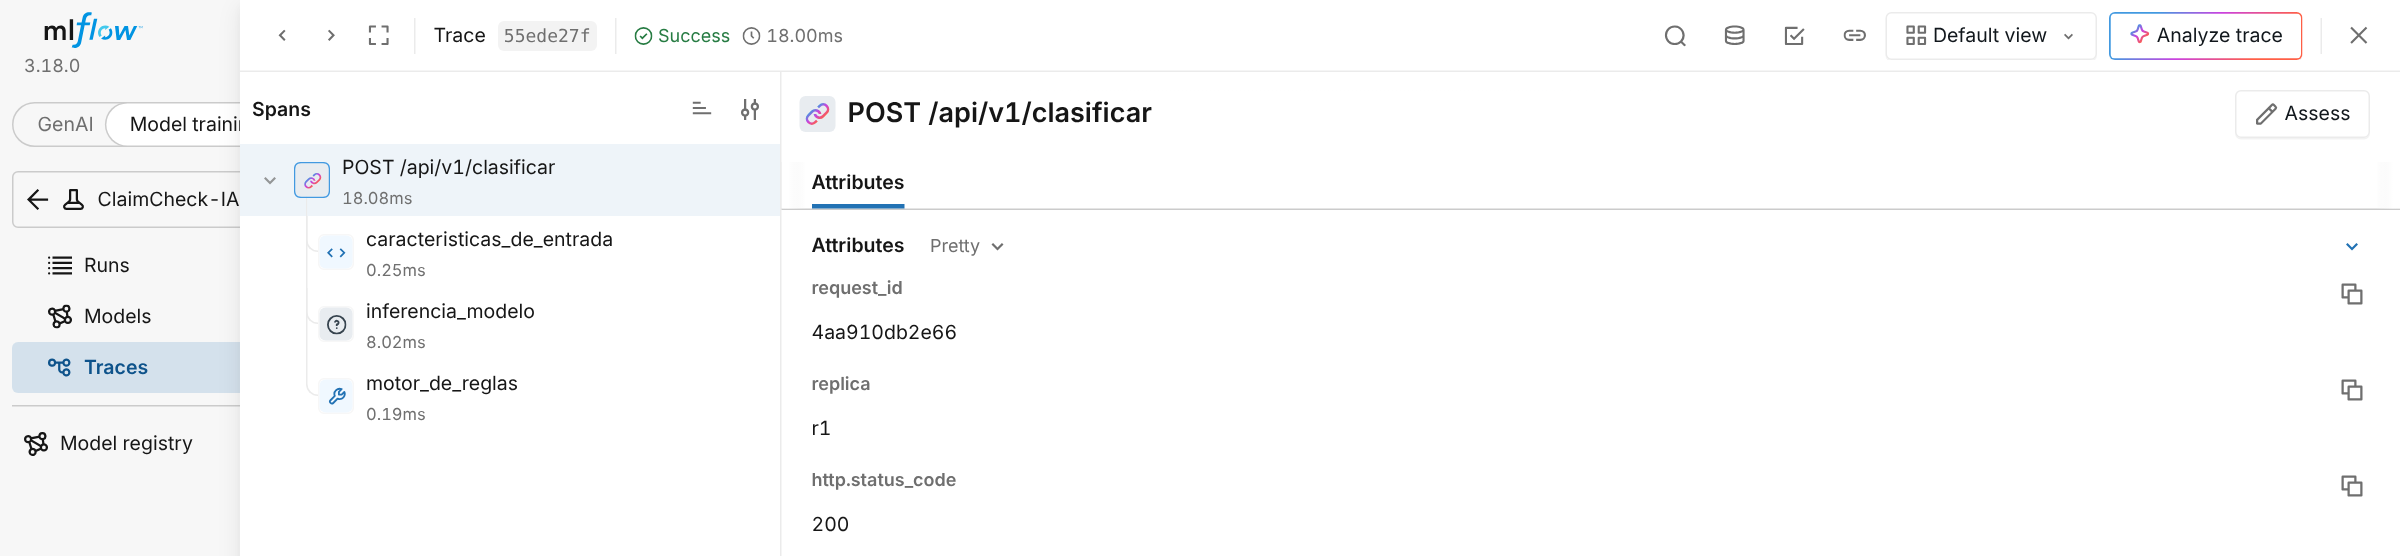 mlflow
3.18.0
GenAI
Model traini
ClaimCheck-IA
Runs
Models
Traces
Model registry
Trace 55ede27f Success 18.00ms
Default view
Analyze trace
Spans
POST /api/v1/clasificar
18.08ms
caracteristicas_de_entrada
0.25ms
inferencia_modelo
8.02ms
motor_de_reglas
0.19ms
POST /api/v1/clasificar
Assess
Attributes
Attributes Pretty
request_id
4aa910db2e66
replica
r1
http.status_code
200